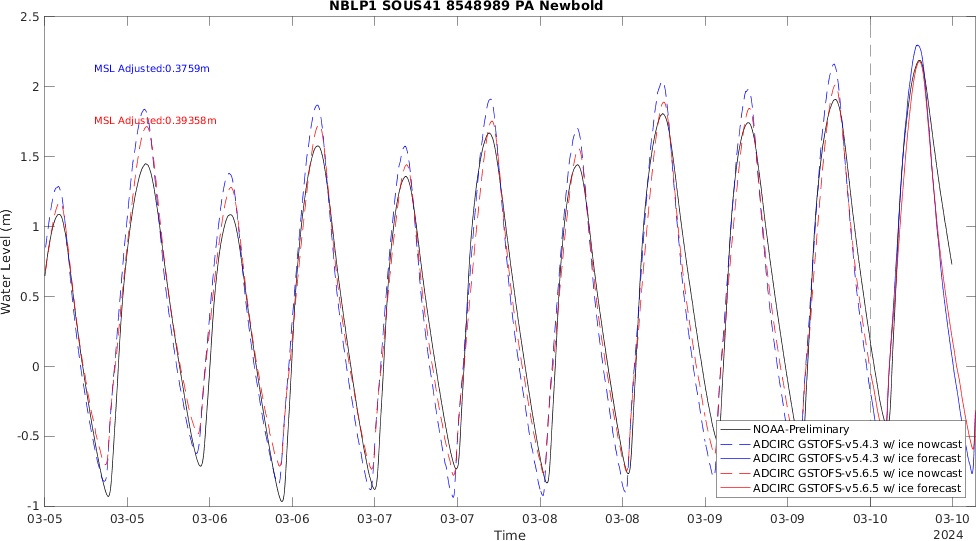 NBLP1 SOUS41 8548989 PA Newbold
2.5
2
1.5
1
0.5
0
-0.5
-1
Water Level (m)
MSL Adjusted:0.3759m
MSL Adjusted:0.39358m
NOAA-Preliminary
ADCIRC GSTOFS-v5.4.3 w/ ice nowcast
ADCIRC GSTOFS-v5.4.3 w/ ice forecast
ADCIRC GSTOFS-v5.6.5 w/ ice nowcast
ADCIRC GSTOFS-v5.6.5 w/ ice forecast
03-05 03-05 03-06 03-06 03-07 03-07 03-08 03-08 03-09 03-09 03-10 03-10
Time
2024